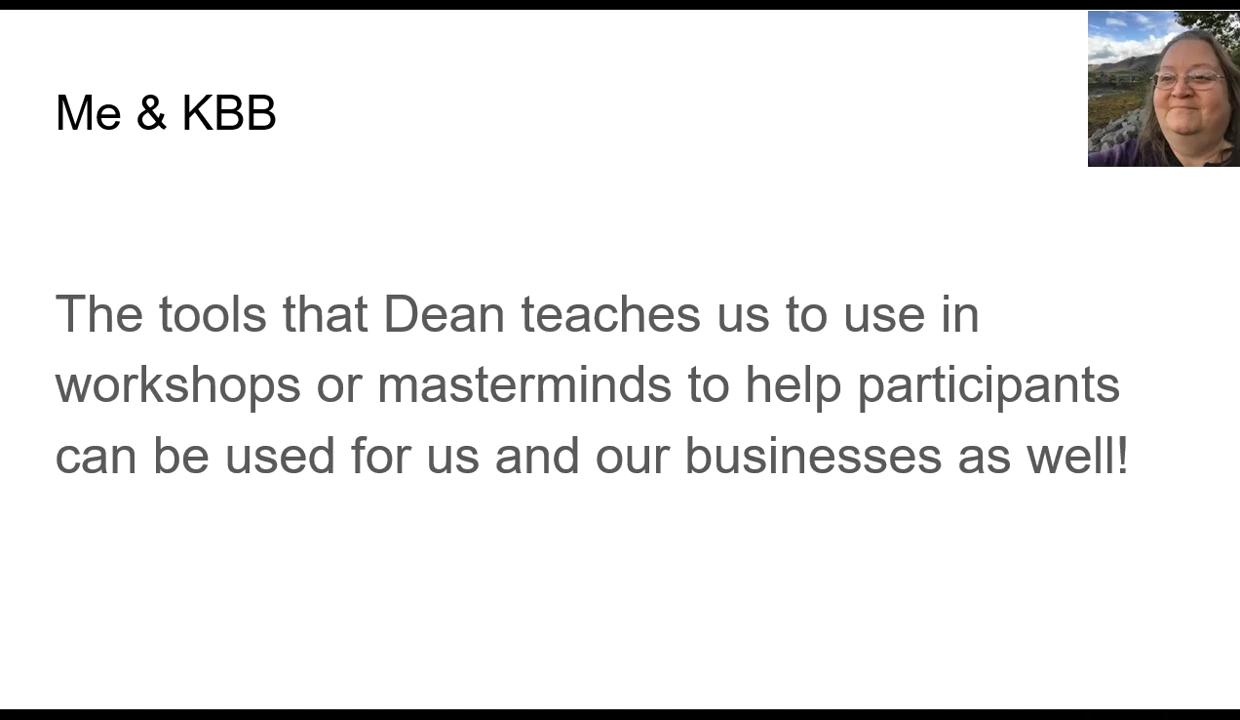 Me & KBB
The tools that Dean teaches us to use in
workshops or masterminds to help participants
can be used for us and our businesses as well!